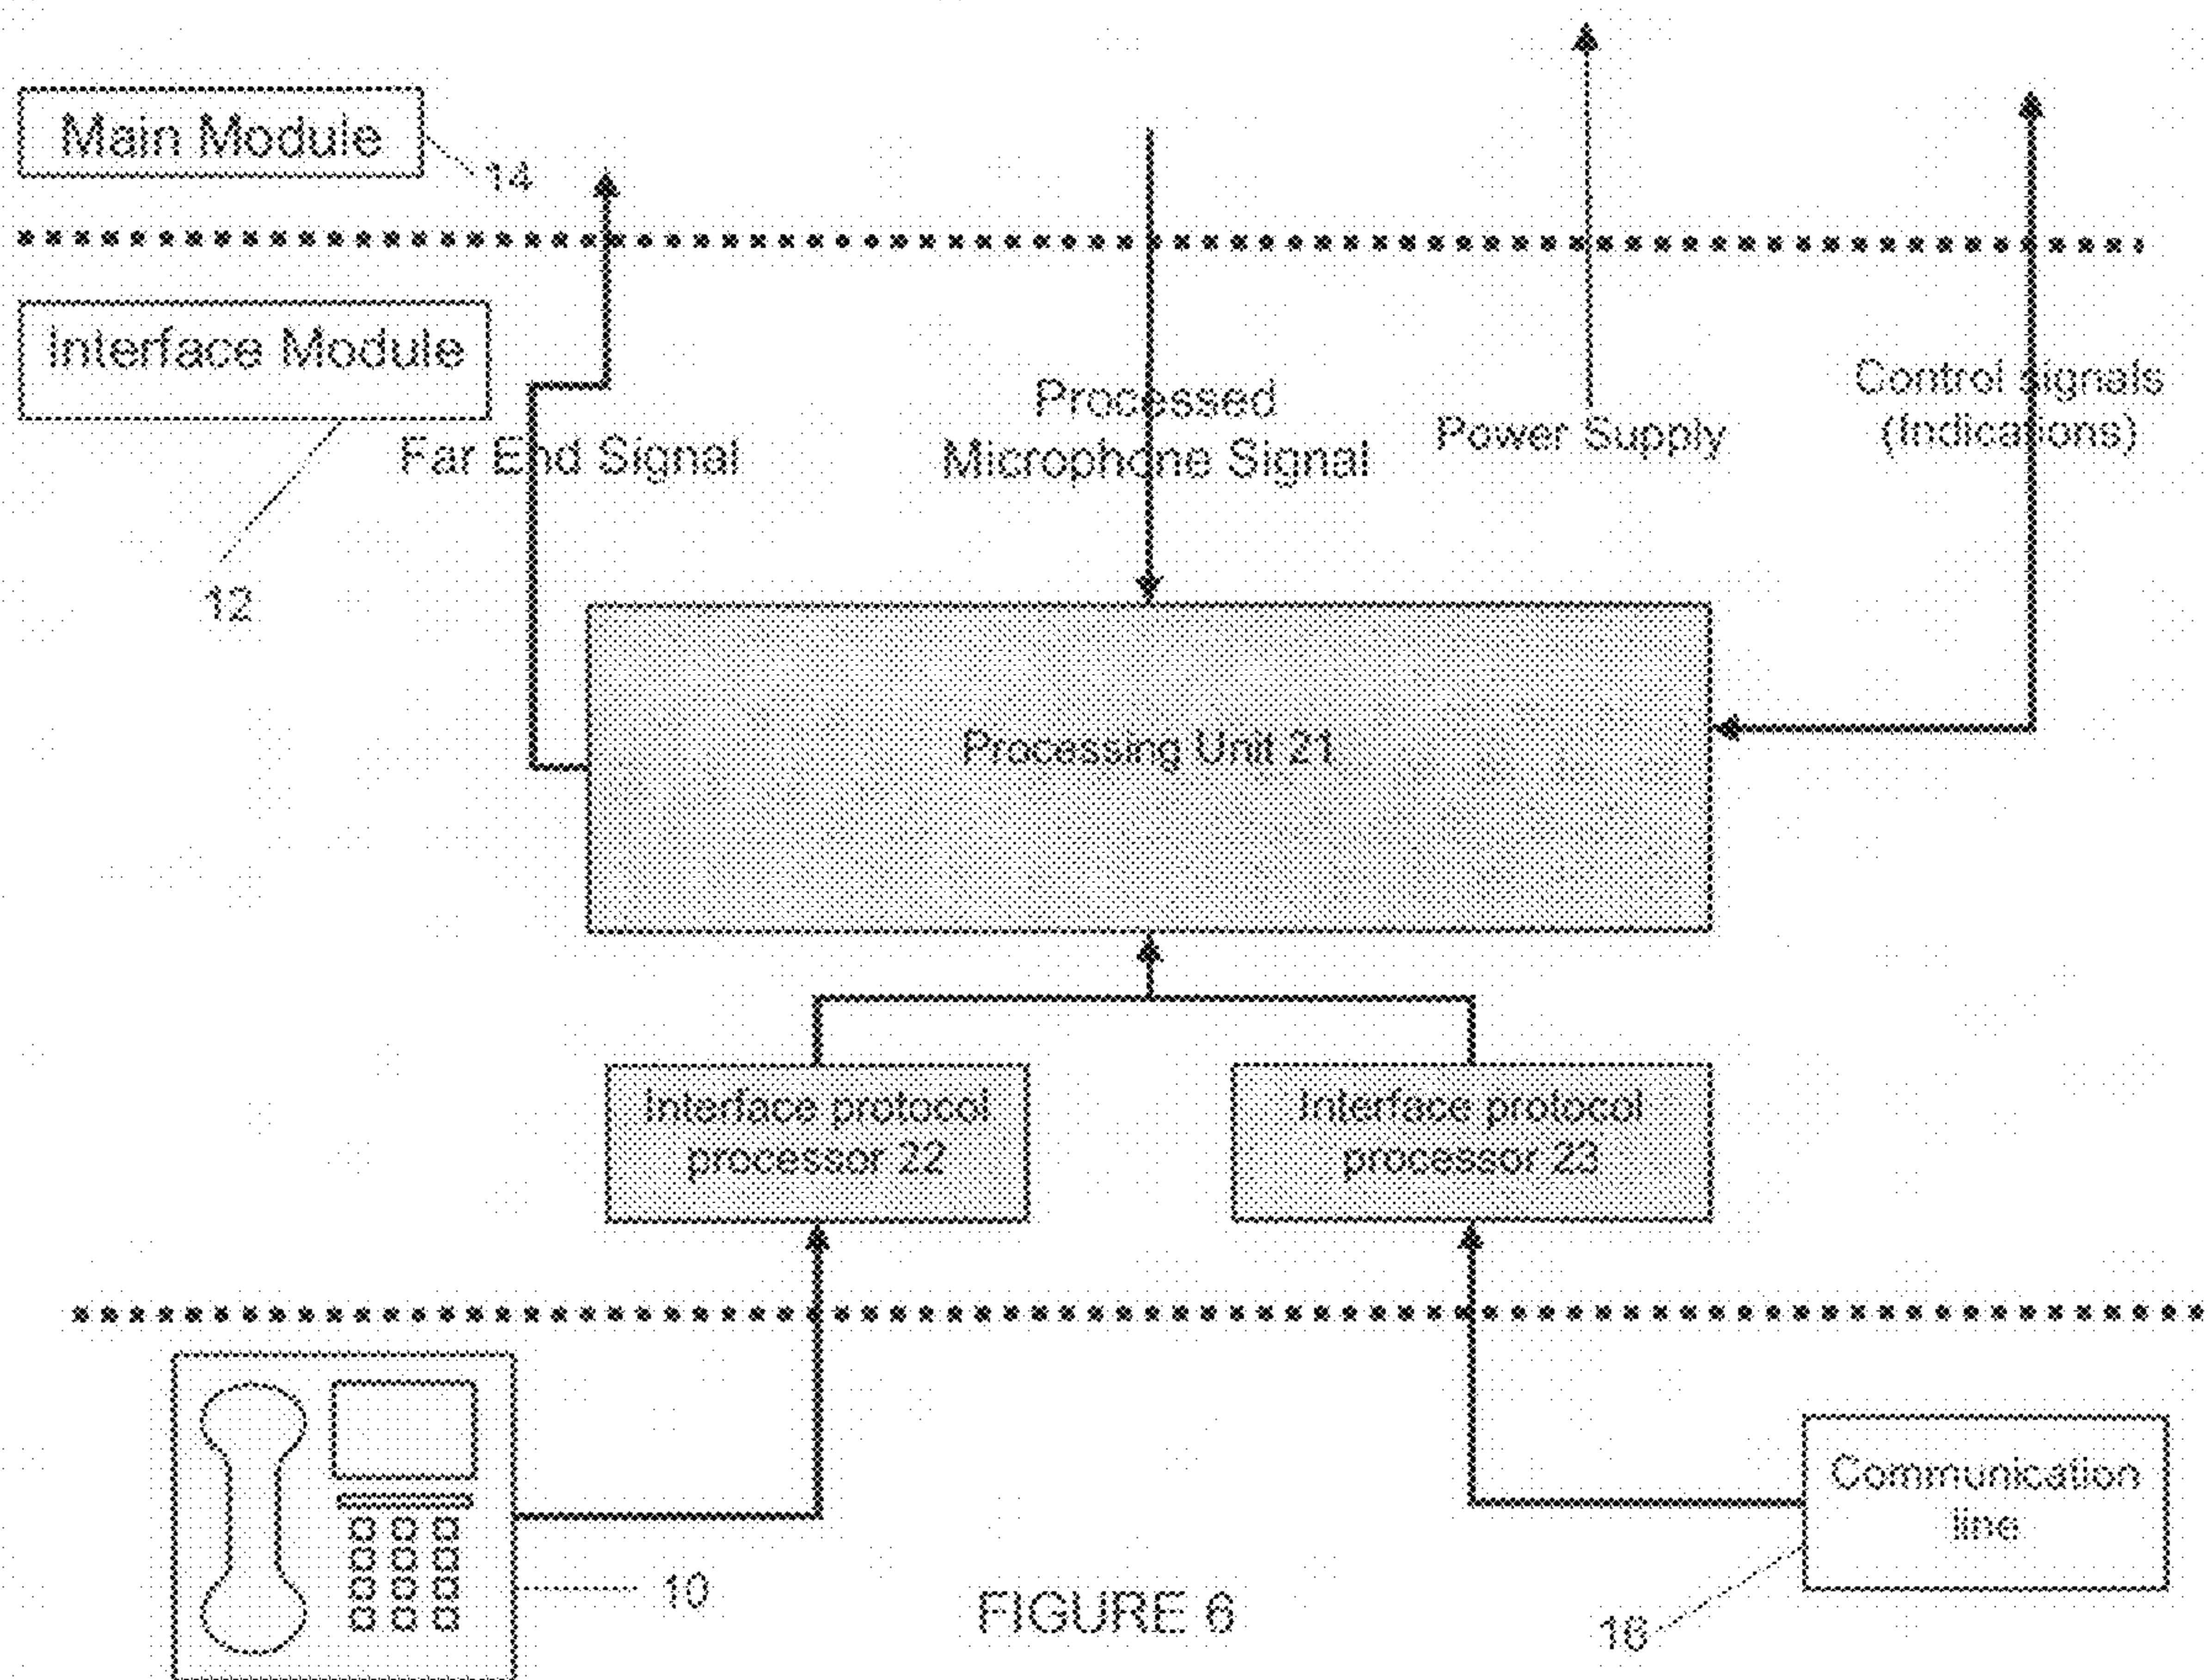 Main Module
14
Interface Module
12
Far End Signal
Processed
Microphone Signal
Power Supply
Control signals
(Indications)
Processing Unit 21
Interface protocol
processor 22
Interface protocol
processor 23
Communication
line
10
FIGURE 6